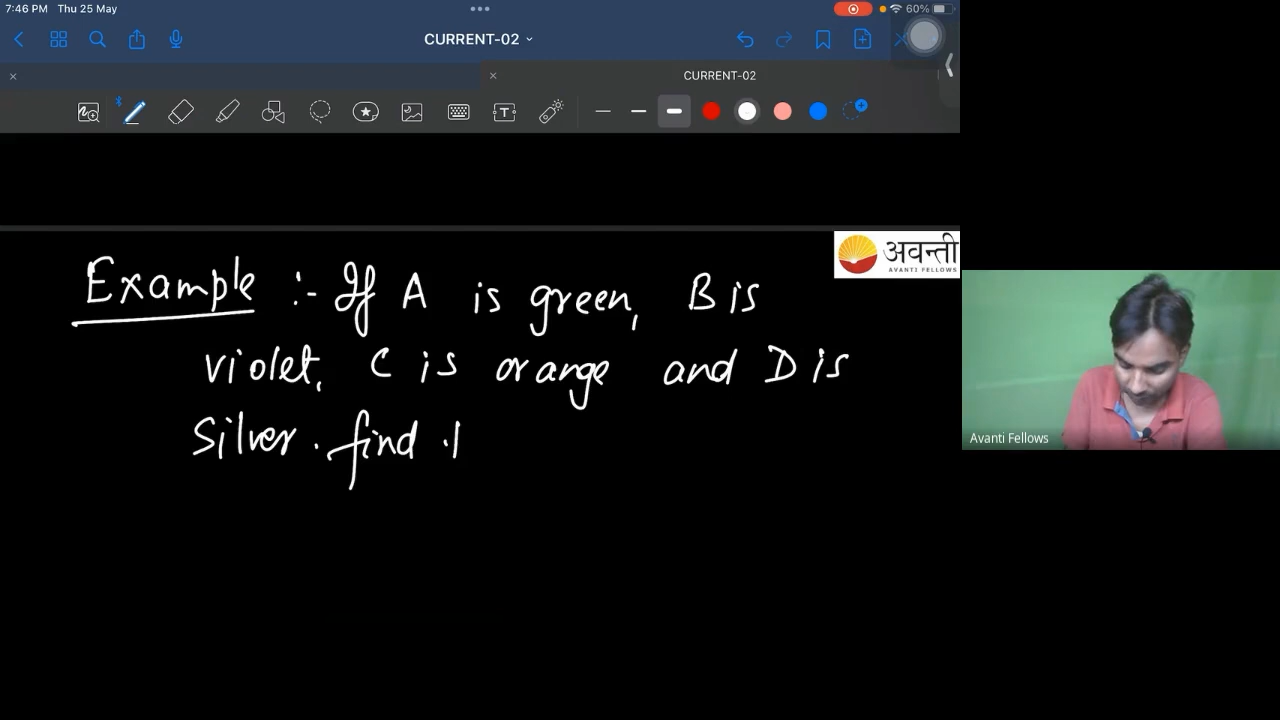 7:46 PM Thu 25 May
60%
CURRENT-02
CURRENT-02
अवन्ती
AVANTI FELLOWS
Example :- If A is green, B is
violet, C is orange and D is
Silver. find
Avanti Fellows